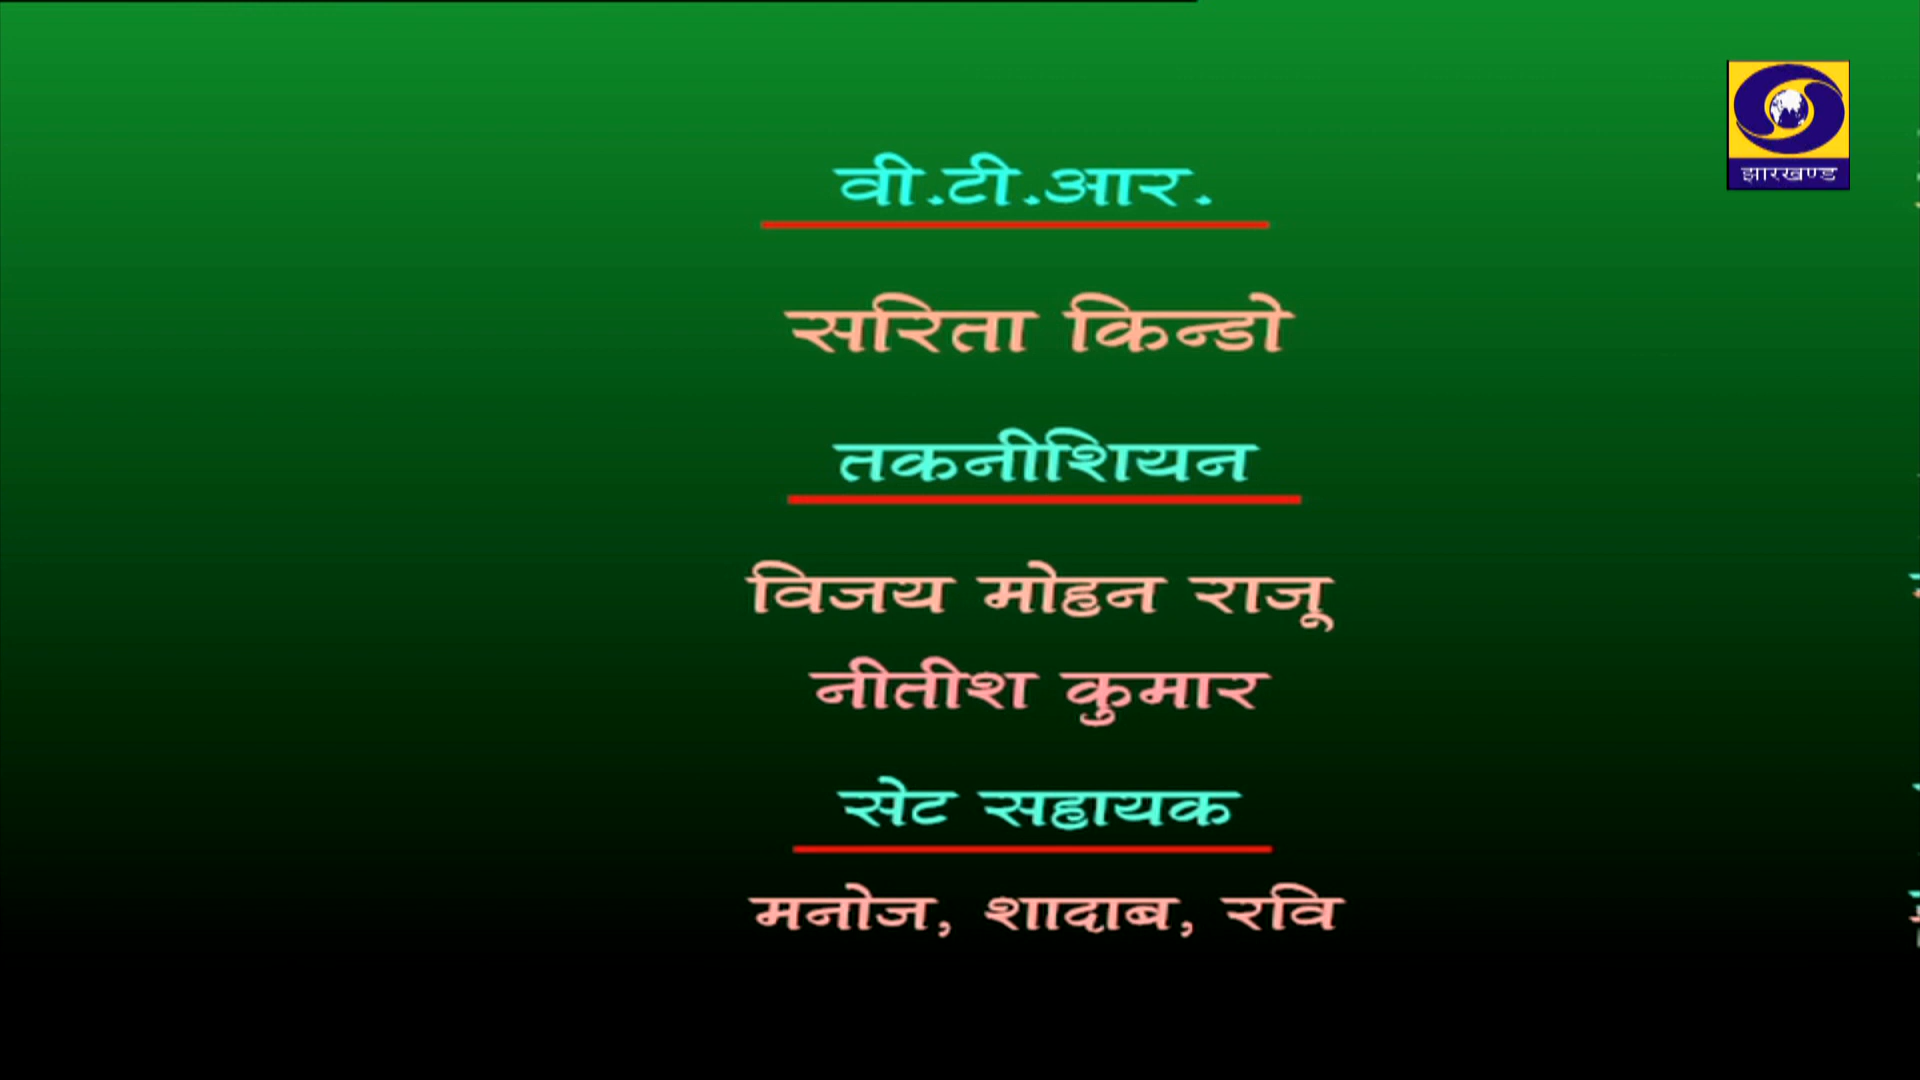 झारखण्ड
वी.टी.आर.
सरिता किन्डो
तकनीशियन
विजय मोहन राजू
नीतीश कुमार
सेट सहायक
मनोज, शादाब, रवि